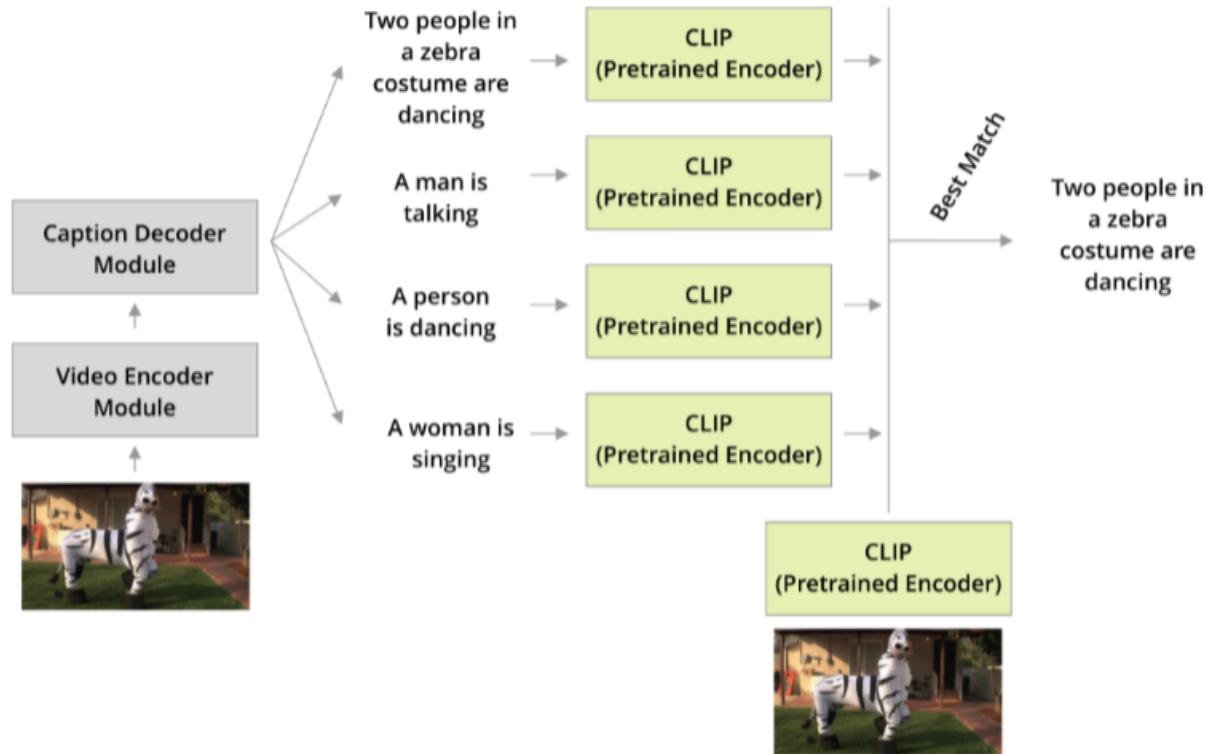 Two people in
a zebra
costume are
dancing
CLIP
(Pretrained Encoder)
A man is
talking
CLIP
(Pretrained Encoder)
Caption Decoder
Module
A person
is dancing
CLIP
(Pretrained Encoder)
Video Encoder
Module
A woman is
singing
CLIP
(Pretrained Encoder)
Best Match
Two people in
a zebra
costume are
dancing
CLIP
(Pretrained Encoder)